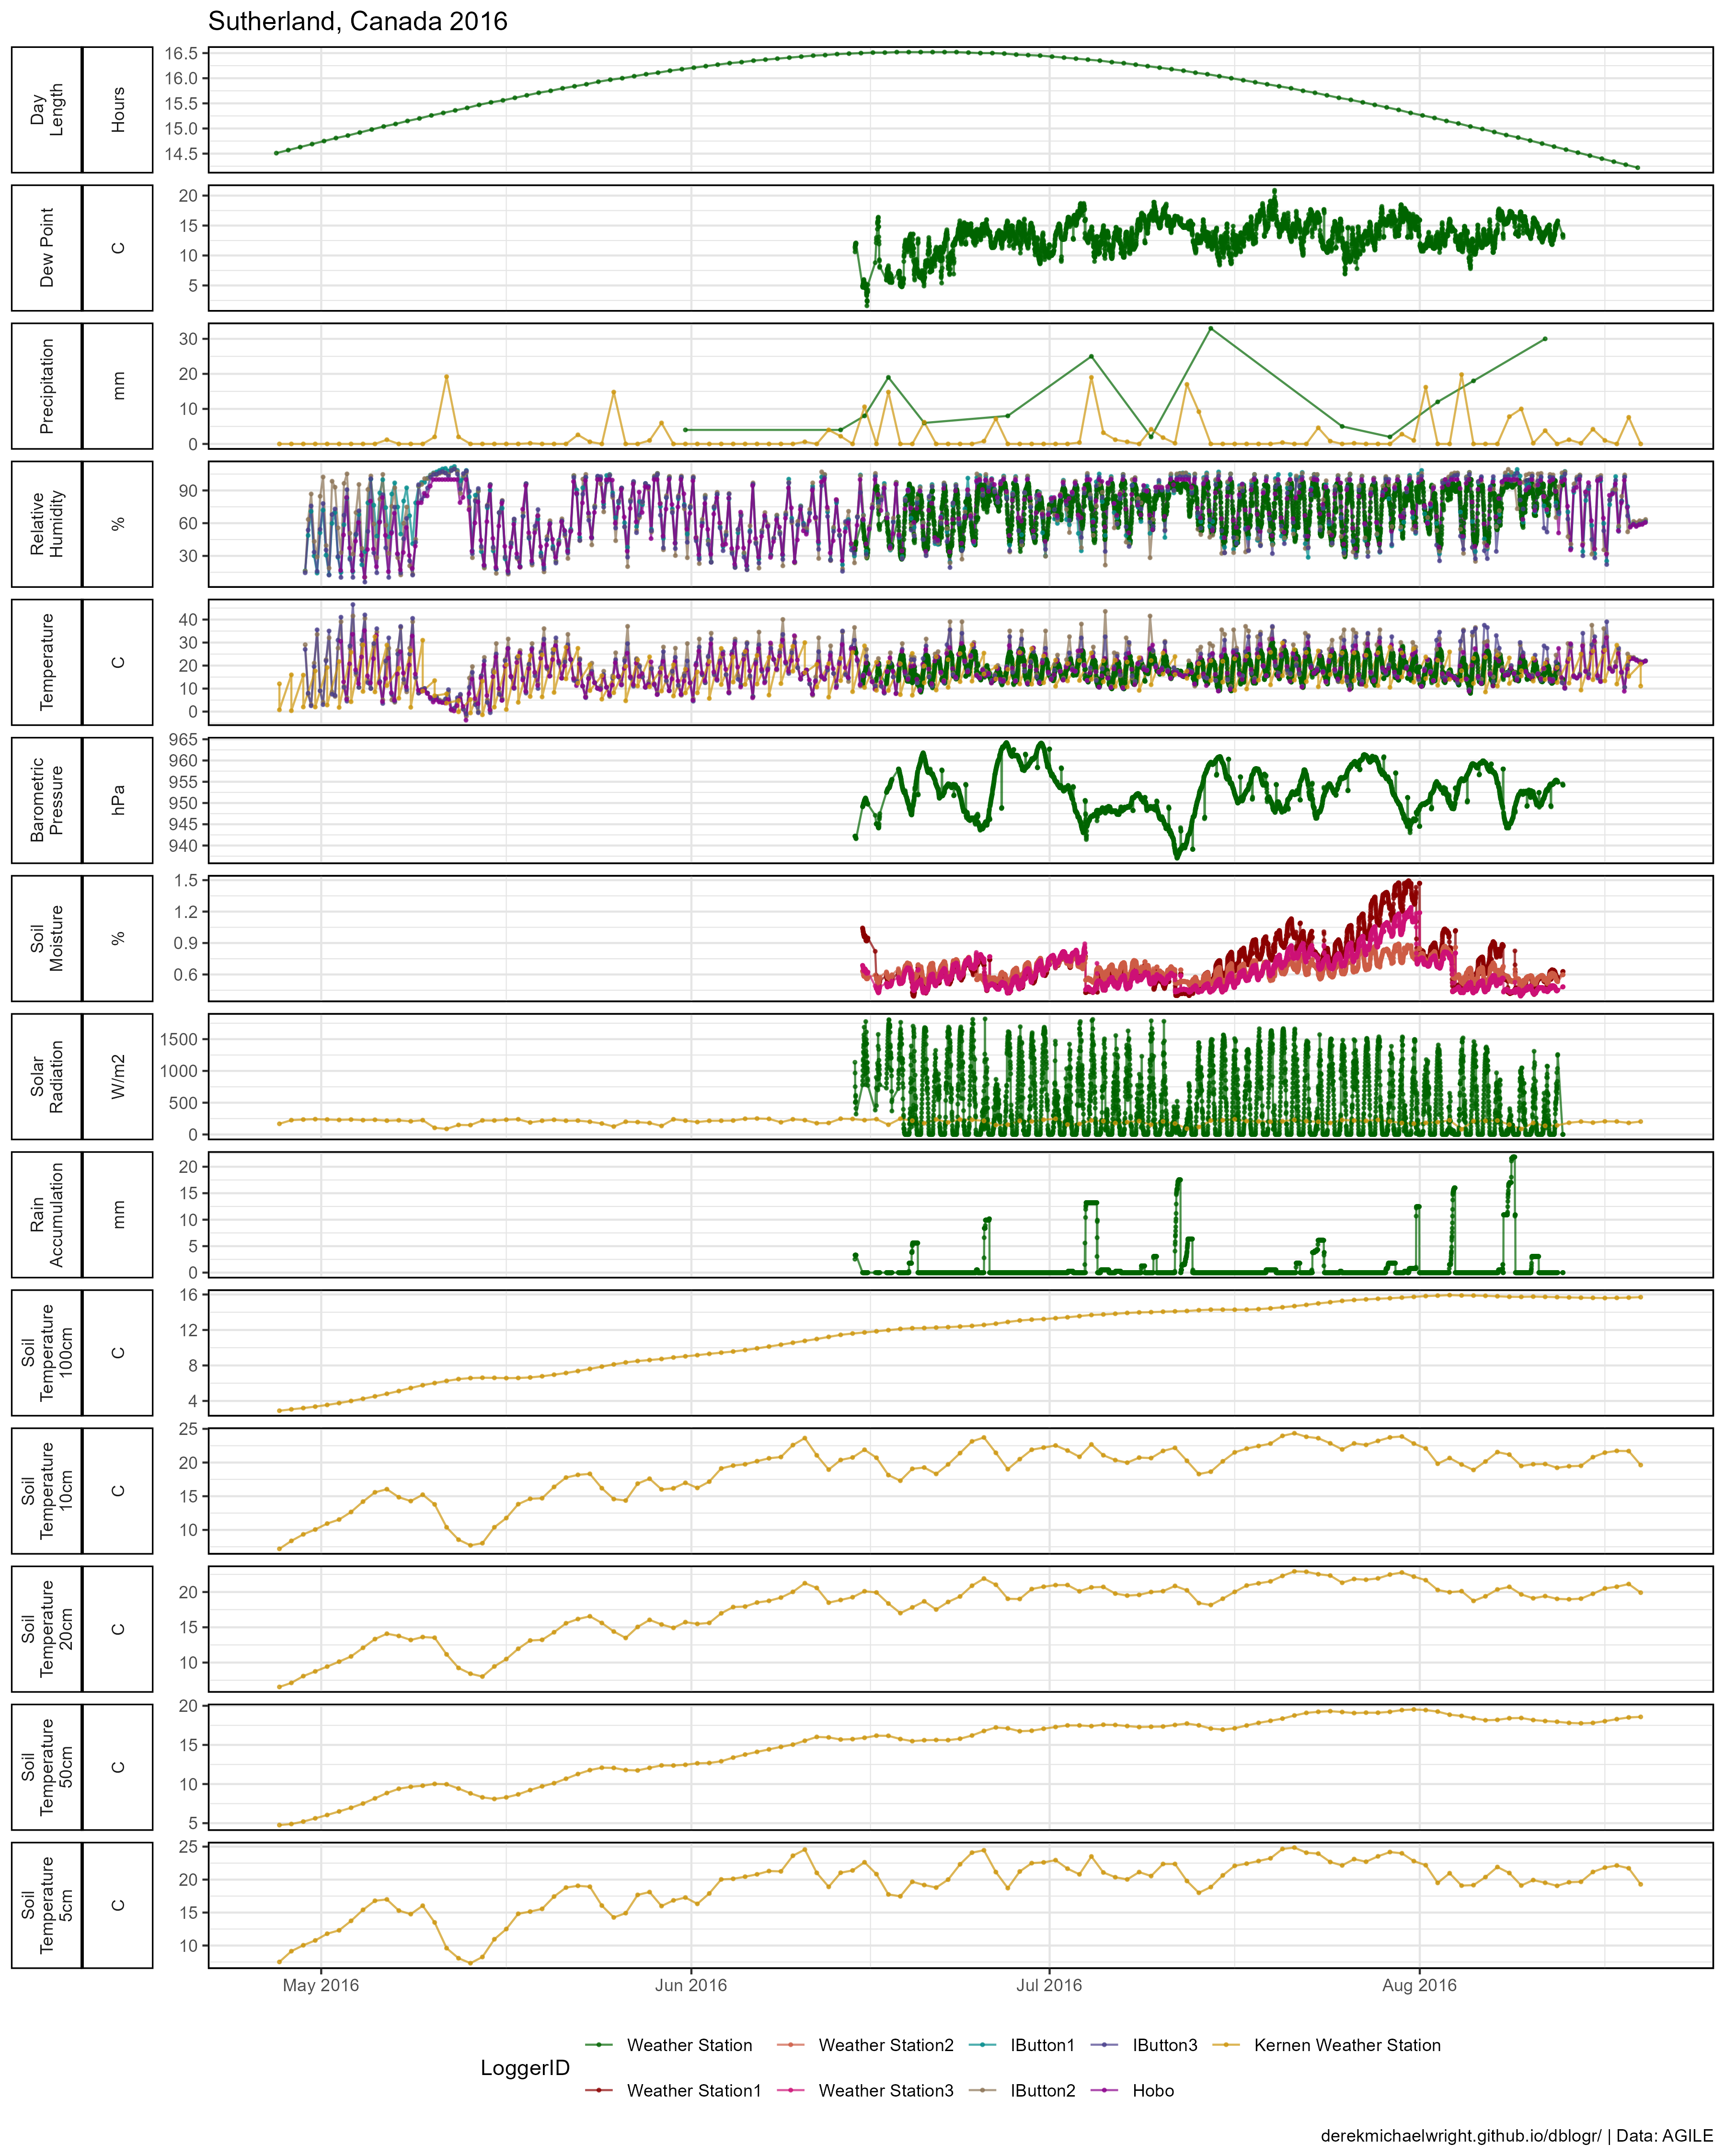 Sutherland, Canada 2016
Day
Length
Hours
16.5
16.0
15.5
15.0
14.5
Dew Point
C
20
15
10
5
Precipitation
mm
30
20
10
0
Relative
Humidity
%
90
60
30
Temperature
C
40
30
20
10
0
Barometric
Pressure
hPa
965
960
955
950
945
940
Soil
Moisture
%
1.5
1.2
0.9
0.6
Solar
Radiation
W/m2
1500
1000
500
0
Rain
Accumulation
mm
20
15
10
5
0
Soil
Temperature
100cm
C
16
12
8
4
Soil
Temperature
10cm
C
25
20
15
10
Soil
Temperature
20cm
C
20
10
Soil
Temperature
50cm
C
20
15
10
5
Soil
Temperature
5cm
C
25
20
15
10
May 2016 Jun 2016 Jul 2016 Aug 2016
LoggerID
Weather Station Weather Station2 IButton1 IButton3 Kernen Weather Station
Weather Station1 Weather Station3 IButton2 Hobo
derekmichaelwright.github.io/dblogr/ | Data: AGILE